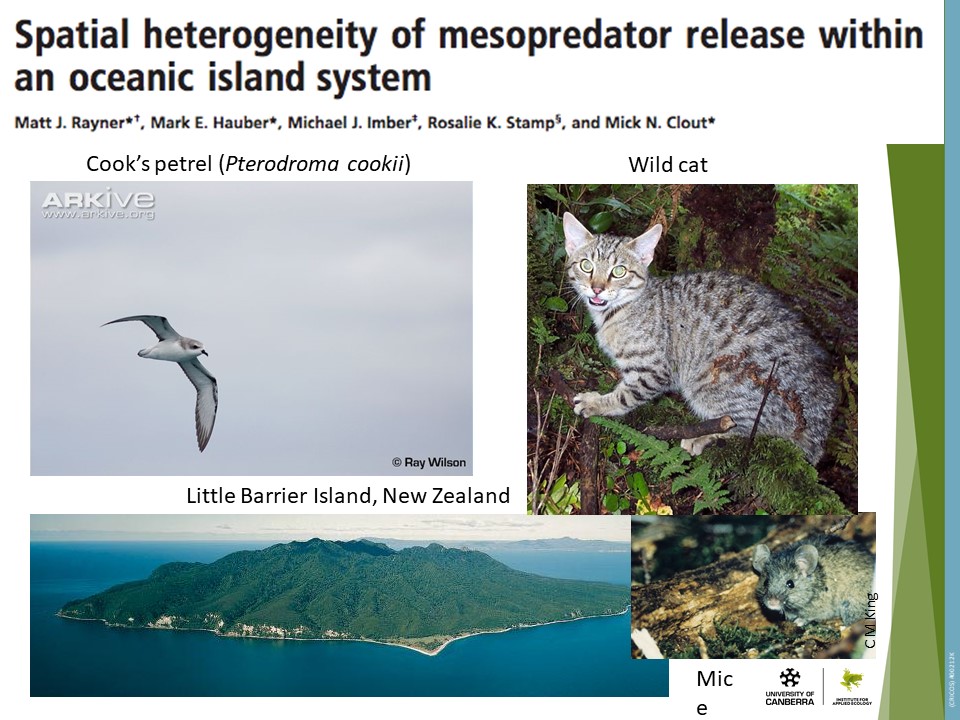 Spatial heterogeneity of mesopredator release within
an oceanic island system
Matt J. Rayner*†, Mark E. Hauber*, Michael J. Imber‡, Rosalie K. Stamp§, and Mick N. Clout*
Cook’s petrel (Pterodroma cookii)
Wild cat
ARKive
www.arkive.org
© Ray Wilson
Little Barrier Island, New Zealand
C M King
Mic
e
UNIVERSITY OF
CANBERRA
INSTITUTE FOR
APPLIED ECOLOGY